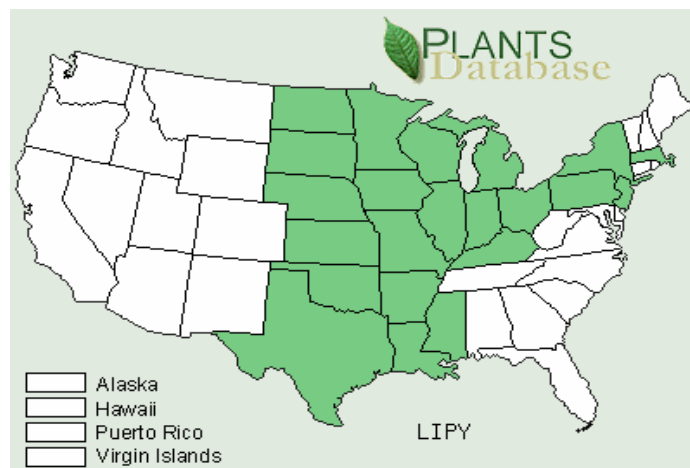 PLANTS
Database
Alaska
Hawaii
Puerto Rico
Virgin Islands
LIPY